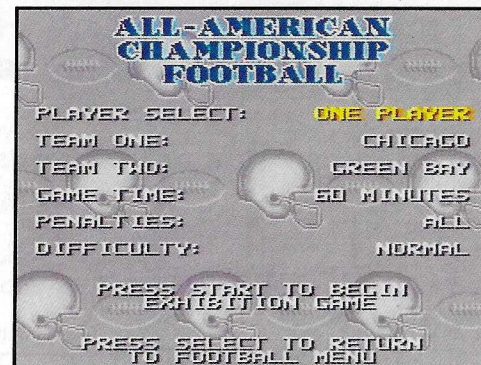 ALL-AMERICAN
CHAMPIONSHIP
FOOTBALL
PLAYER SELECT: ONE PLAYER
TEAM ONE: CHICAGO
TEAM TWO: GREEN BAY
GAME TIME: 60 MINUTES
PENALTIES: ALL
DIFFICULTY: NORMAL
PRESS START TO BEGIN
EXHIBITION GAME
PRESS SELECT TO RETURN
TO FOOTBALL MENU